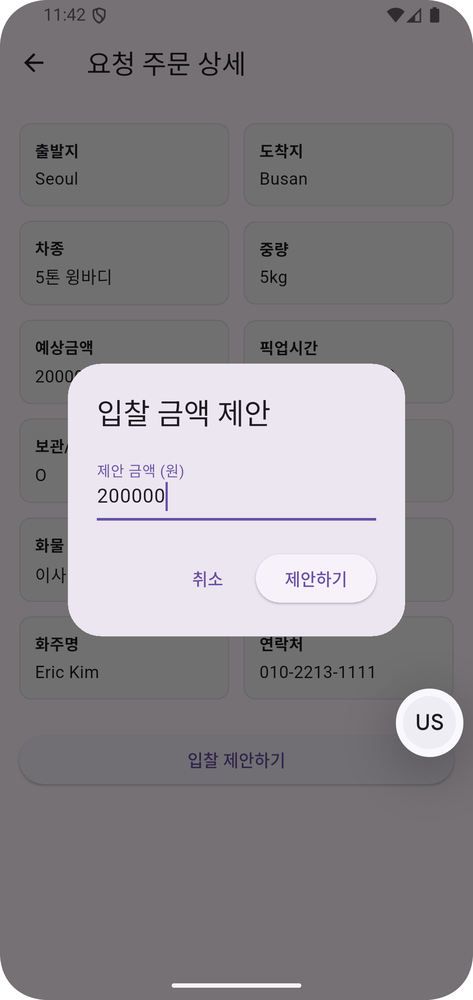 11:42
요청 주문 상세
출발지
Seoul
도착지
Busan
차종
5톤 윙바디
중량
5kg
예상금액
픽업시간
입찰 금액 제안
제안 금액 (원)
200000
취소
제안하기
보관/
O
화물
이사
화주명
Eric Kim
연락처
010-2213-1111
US
입찰 제안하기